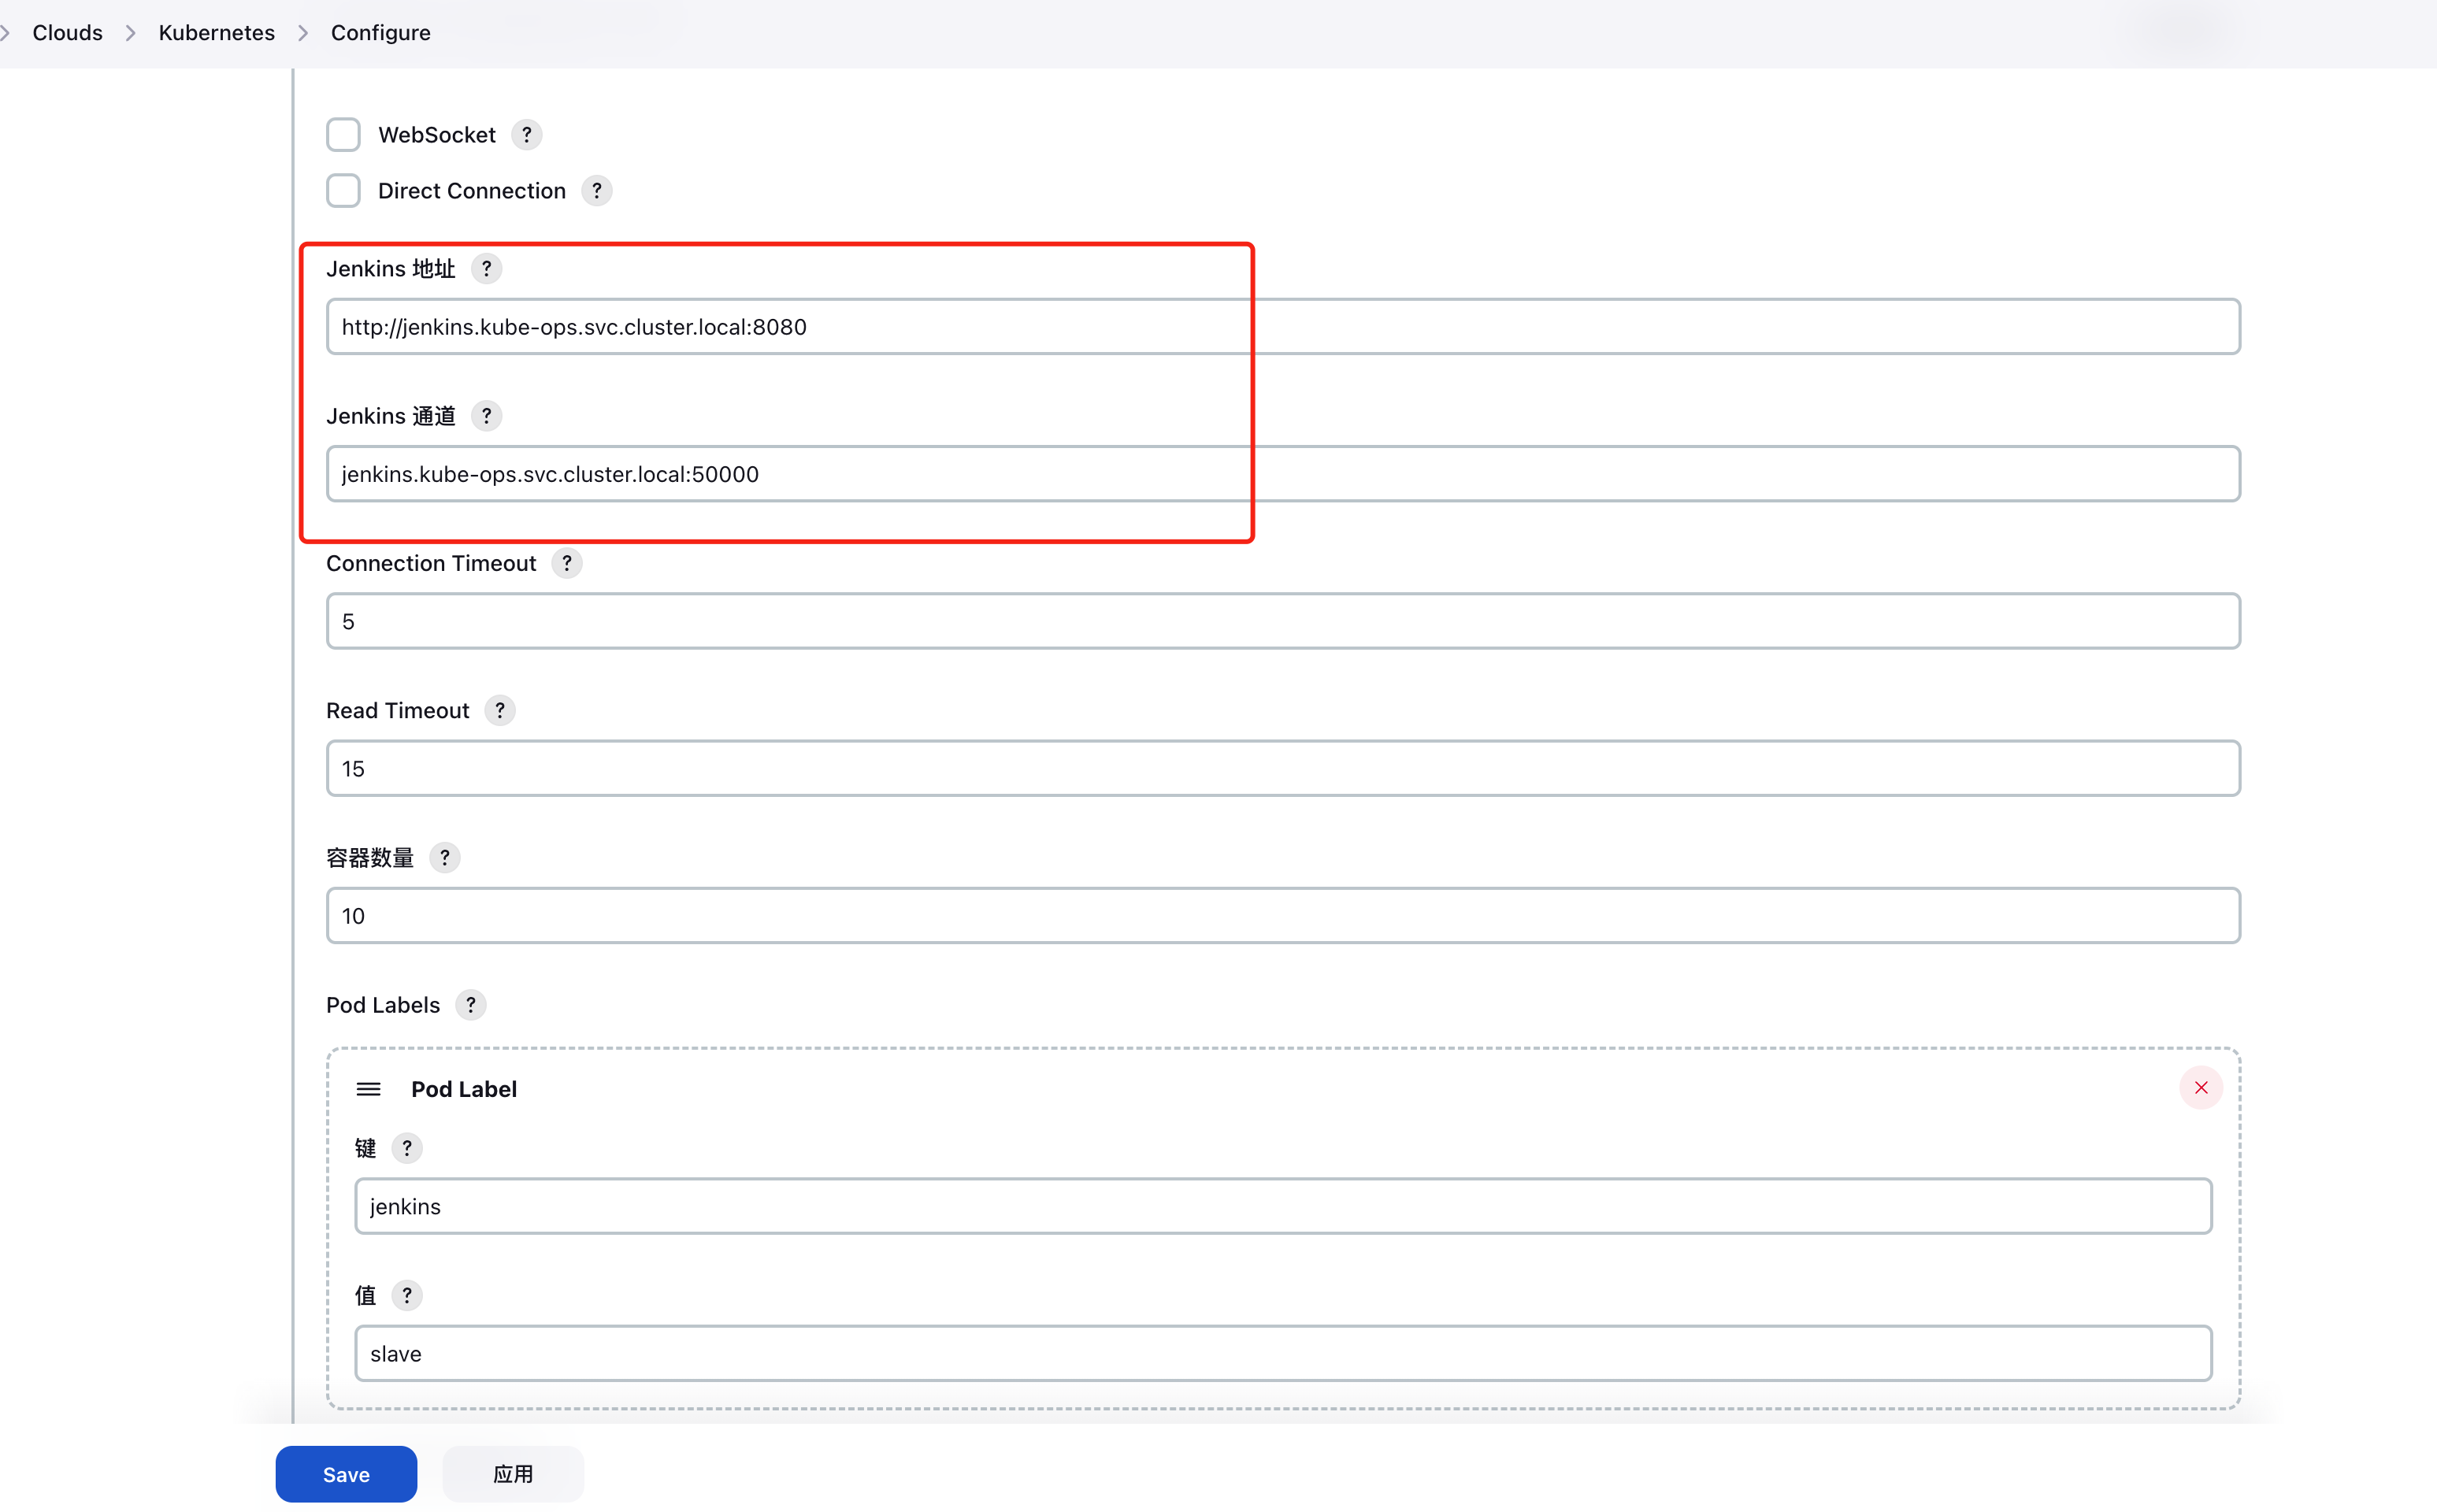 Clouds > Kubernetes > Configure
WebSocket ?
Direct Connection ?
Jenkins 地址 ?
http://jenkins.kube-ops.svc.cluster.local:8080
Jenkins 通道 ?
jenkins.kube-ops.svc.cluster.local:50000
Connection Timeout ?
5
Read Timeout ?
15
容器数量 ?
10
Pod Labels ?
Pod Label
键 ?
jenkins
值 ?
slave
Save 应用